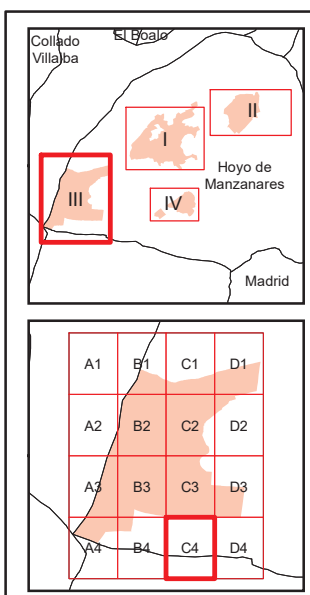 Collado
Villalba
El Boalo
II
I
Hoyo de
Manzanares
III
IV
Madrid
A1 B1 C1 D1
A2 B2 C2 D2
A3 B3 C3 D3
A4 B4 C4 D4